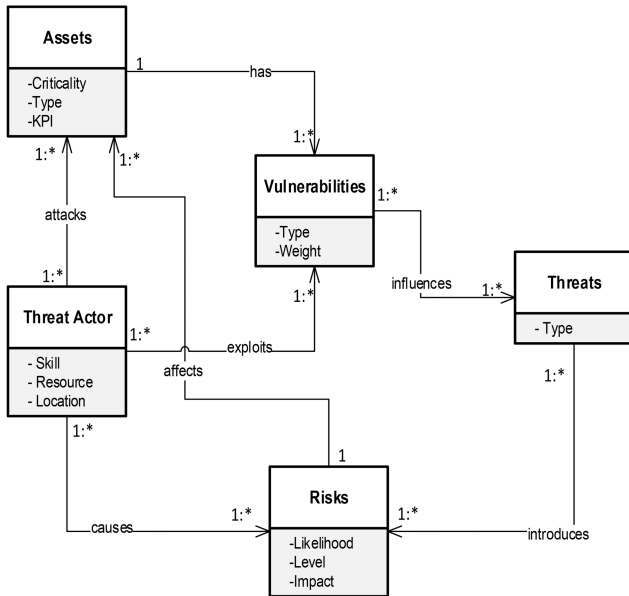 Assets
-Criticality
-Type
-KPI
1
has
1:*
1:*
1:*
Vulnerabilities
-Type
-Weight
1:*
attacks
1:*
influences
1:*
Threats
- Type
1:*
Threat Actor
- Skill
- Resource
- Location
1:*
exploits
1:*
affects
1:*
1:*
causes
1:*
1
Risks
-Likelihood
-Level
-Impact
1:*
introduces